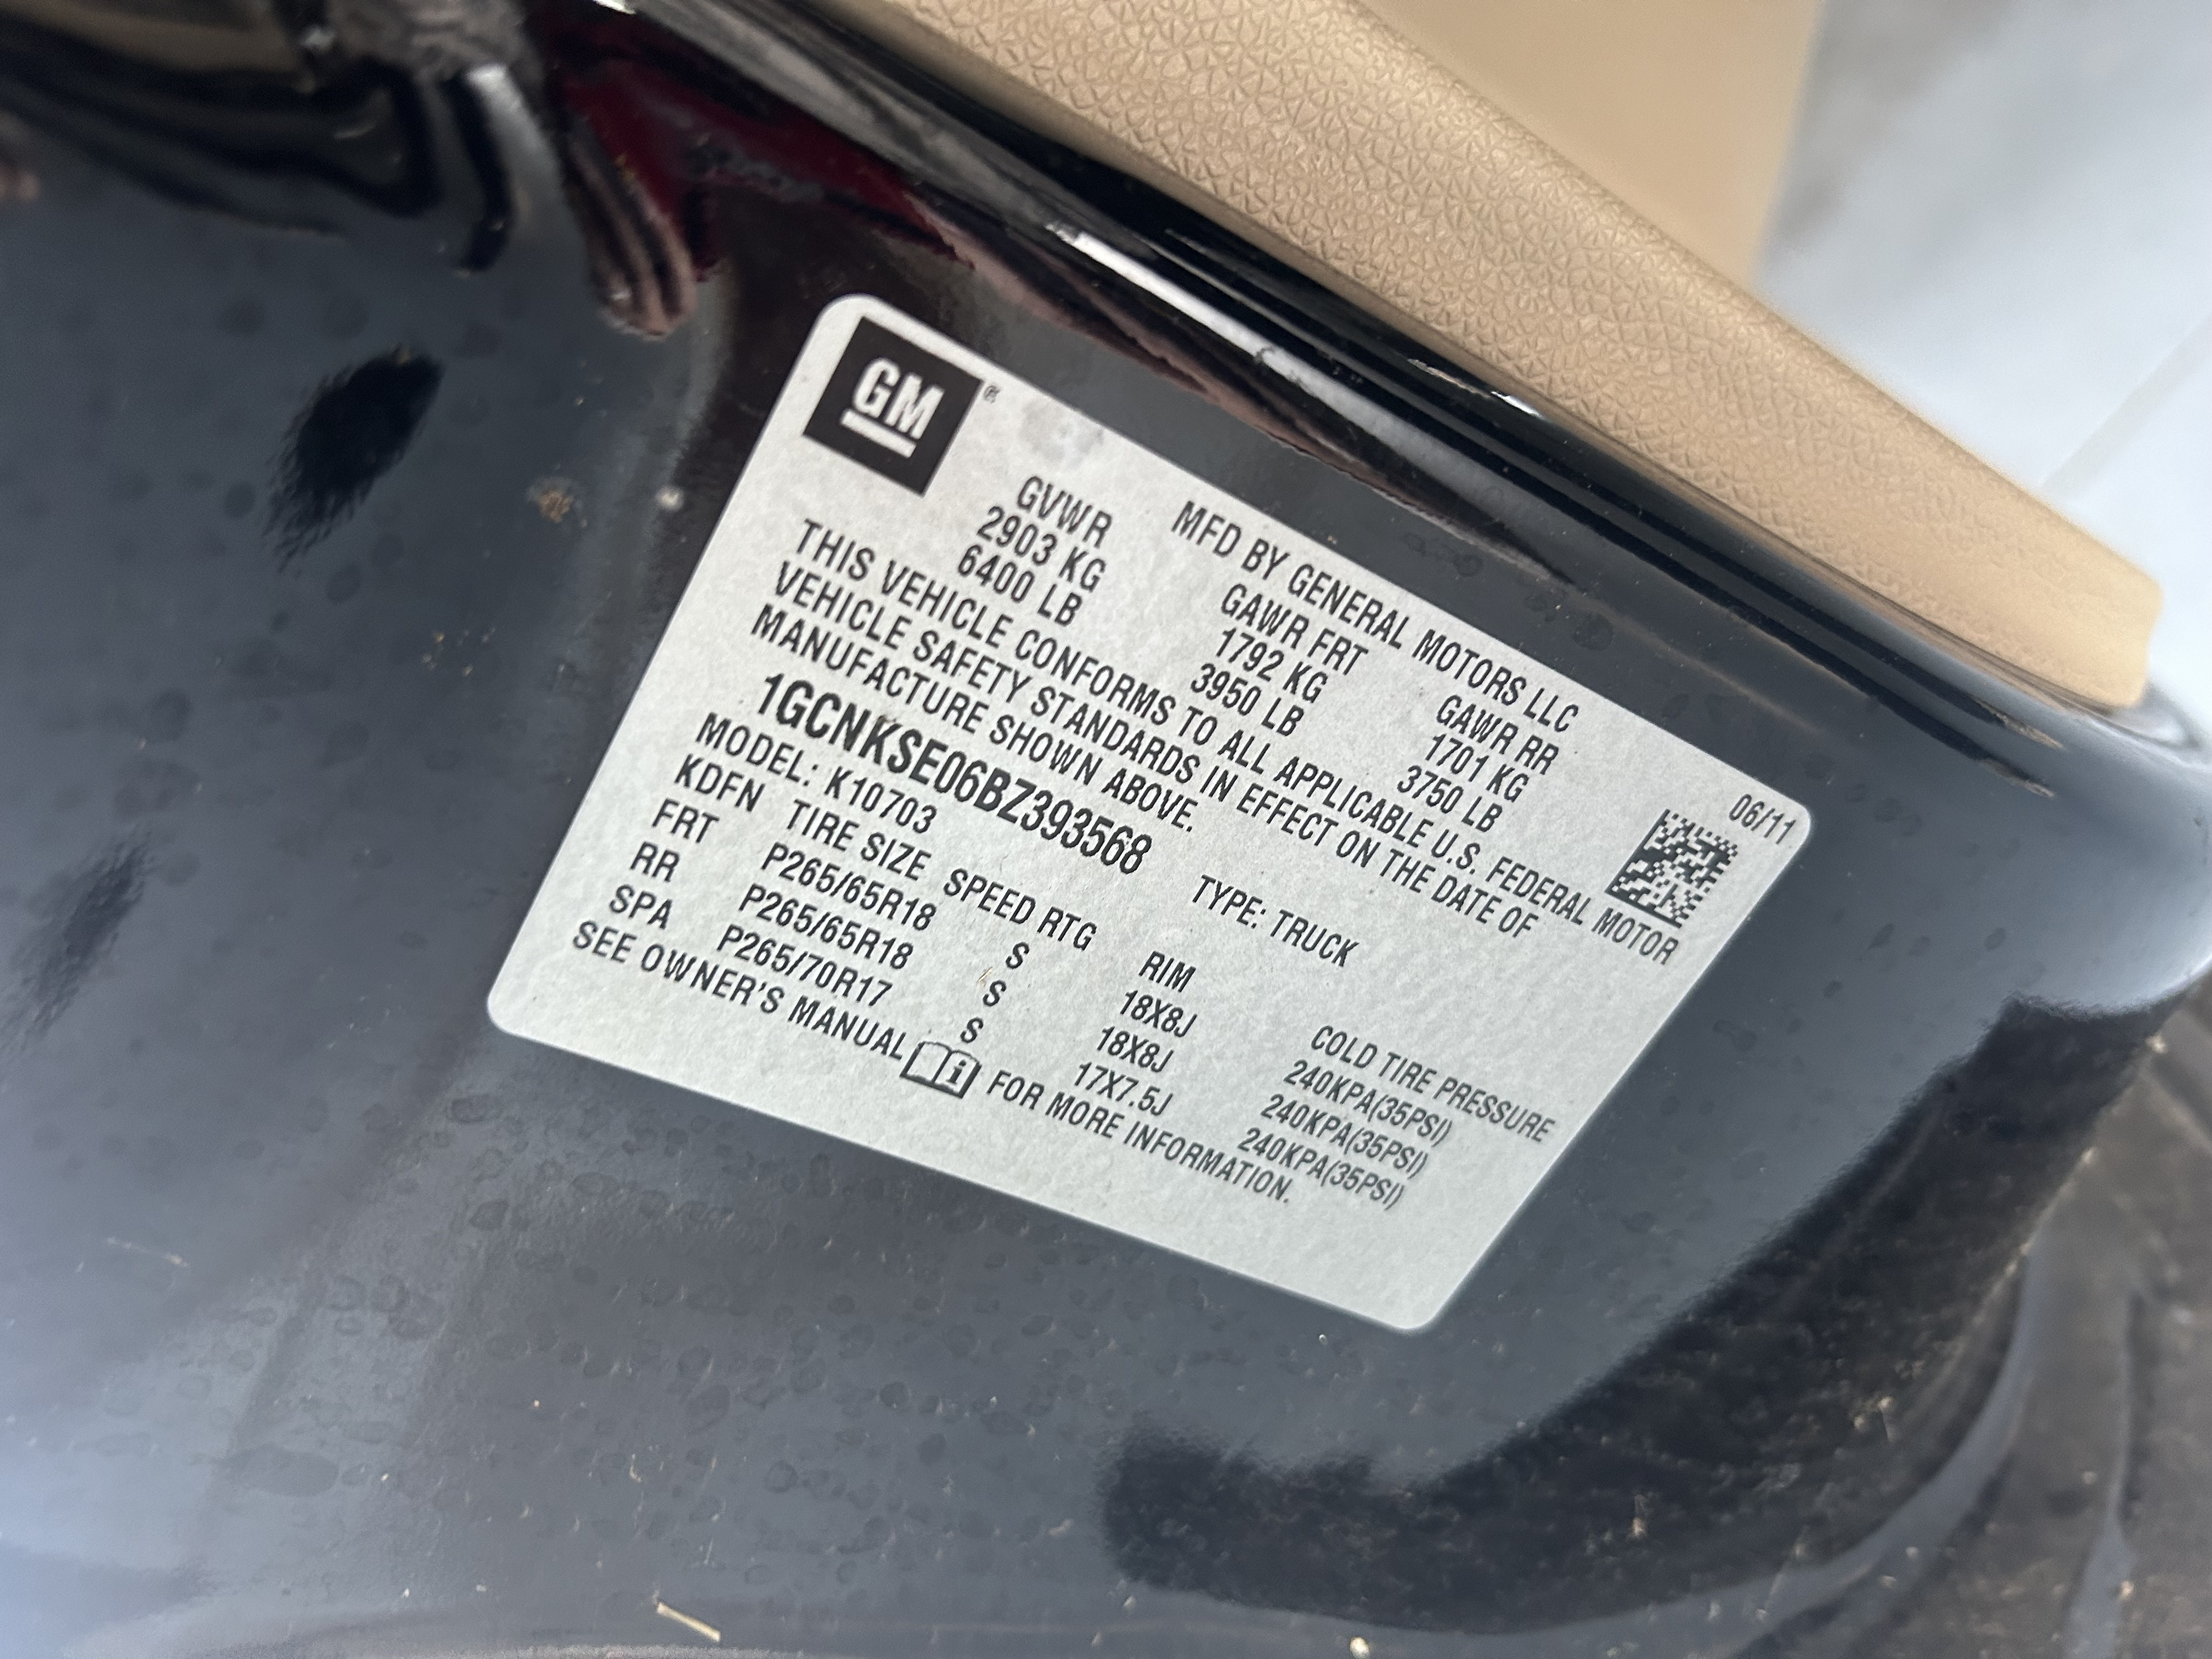 GM ®
MFD BY GENERAL MOTORS LLC 06/11
GVWR GAWR FRT GAWR RR
2903 KG 1792 KG 1701 KG
6400 LB 3950 LB 3750 LB
THIS VEHICLE CONFORMS TO ALL APPLICABLE U.S. FEDERAL MOTOR
VEHICLE SAFETY STANDARDS IN EFFECT ON THE DATE OF
MANUFACTURE SHOWN ABOVE.
1GCNKSE06BZ393568 TYPE: TRUCK
MODEL: K10703
KDFN TIRE SIZE SPEED RTG RIM COLD TIRE PRESSURE
FRT P265/65R18 S 18X8J 240KPA(35PSI)
RR P265/65R18 S 18X8J 240KPA(35PSI)
SPA P265/70R17 S 17X7.5J 240KPA(35PSI)
SEE OWNER'S MANUAL FOR MORE INFORMATION.